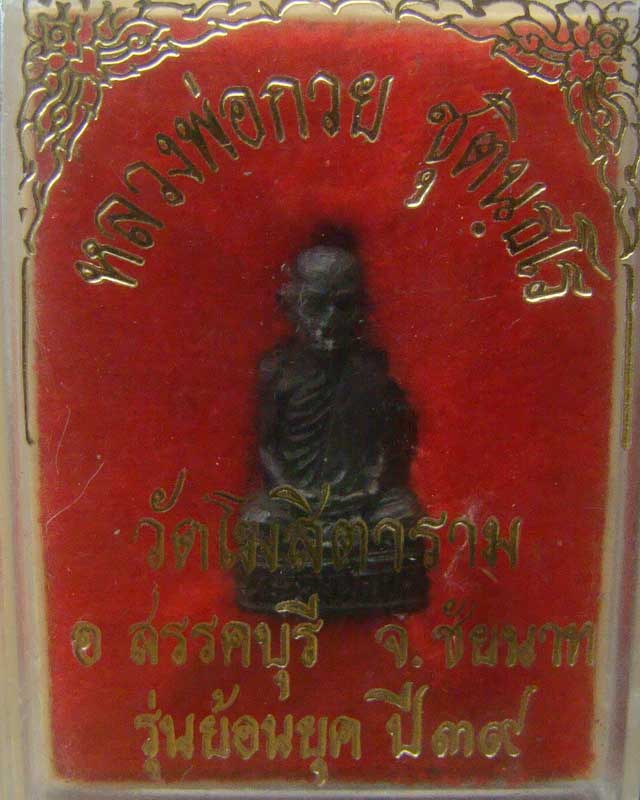 หลวงพ่อกวย ชุตินฺธโร
วัดโฆสิตาราม
อ สรรคบุรี จ.ชัยนาท
รุ่นย้อนยุค ปี ๓๙